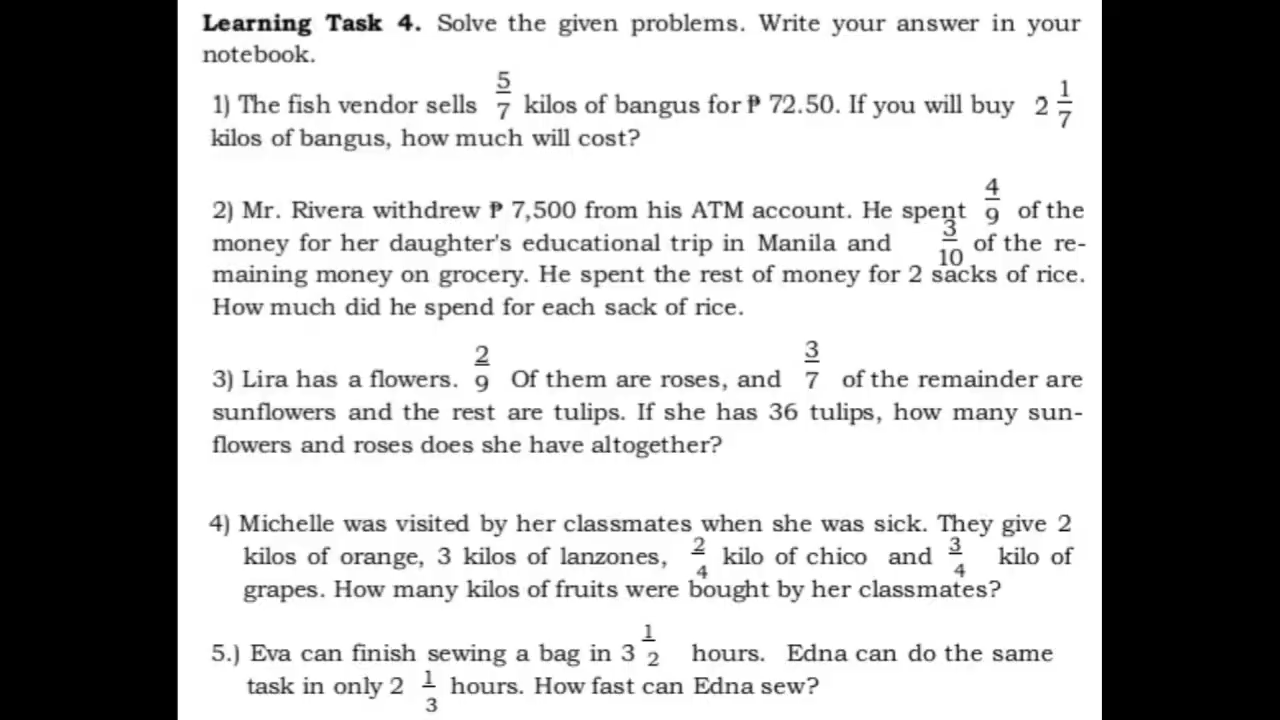 Learning Task 4. Solve the given problems. Write your answer in your
notebook.
1) The fish vendor sells 5/7 kilos of bangus for ₱ 72.50. If you will buy 2 1/7
kilos of bangus, how much will cost?
2) Mr. Rivera withdrew ₱ 7,500 from his ATM account. He spent 4/9 of the
money for her daughter's educational trip in Manila and 3/10 of the re-
maining money on grocery. He spent the rest of money for 2 sacks of rice.
How much did he spend for each sack of rice.
3) Lira has a flowers. 2/9 Of them are roses, and 3/7 of the remainder are
sunflowers and the rest are tulips. If she has 36 tulips, how many sun-
flowers and roses does she have altogether?
4) Michelle was visited by her classmates when she was sick. They give 2
kilos of orange, 3 kilos of lanzones, 2/4 kilo of chico and 3/4 kilo of
grapes. How many kilos of fruits were bought by her classmates?
5.) Eva can finish sewing a bag in 3 1/2 hours. Edna can do the same
task in only 2 1/3 hours. How fast can Edna sew?